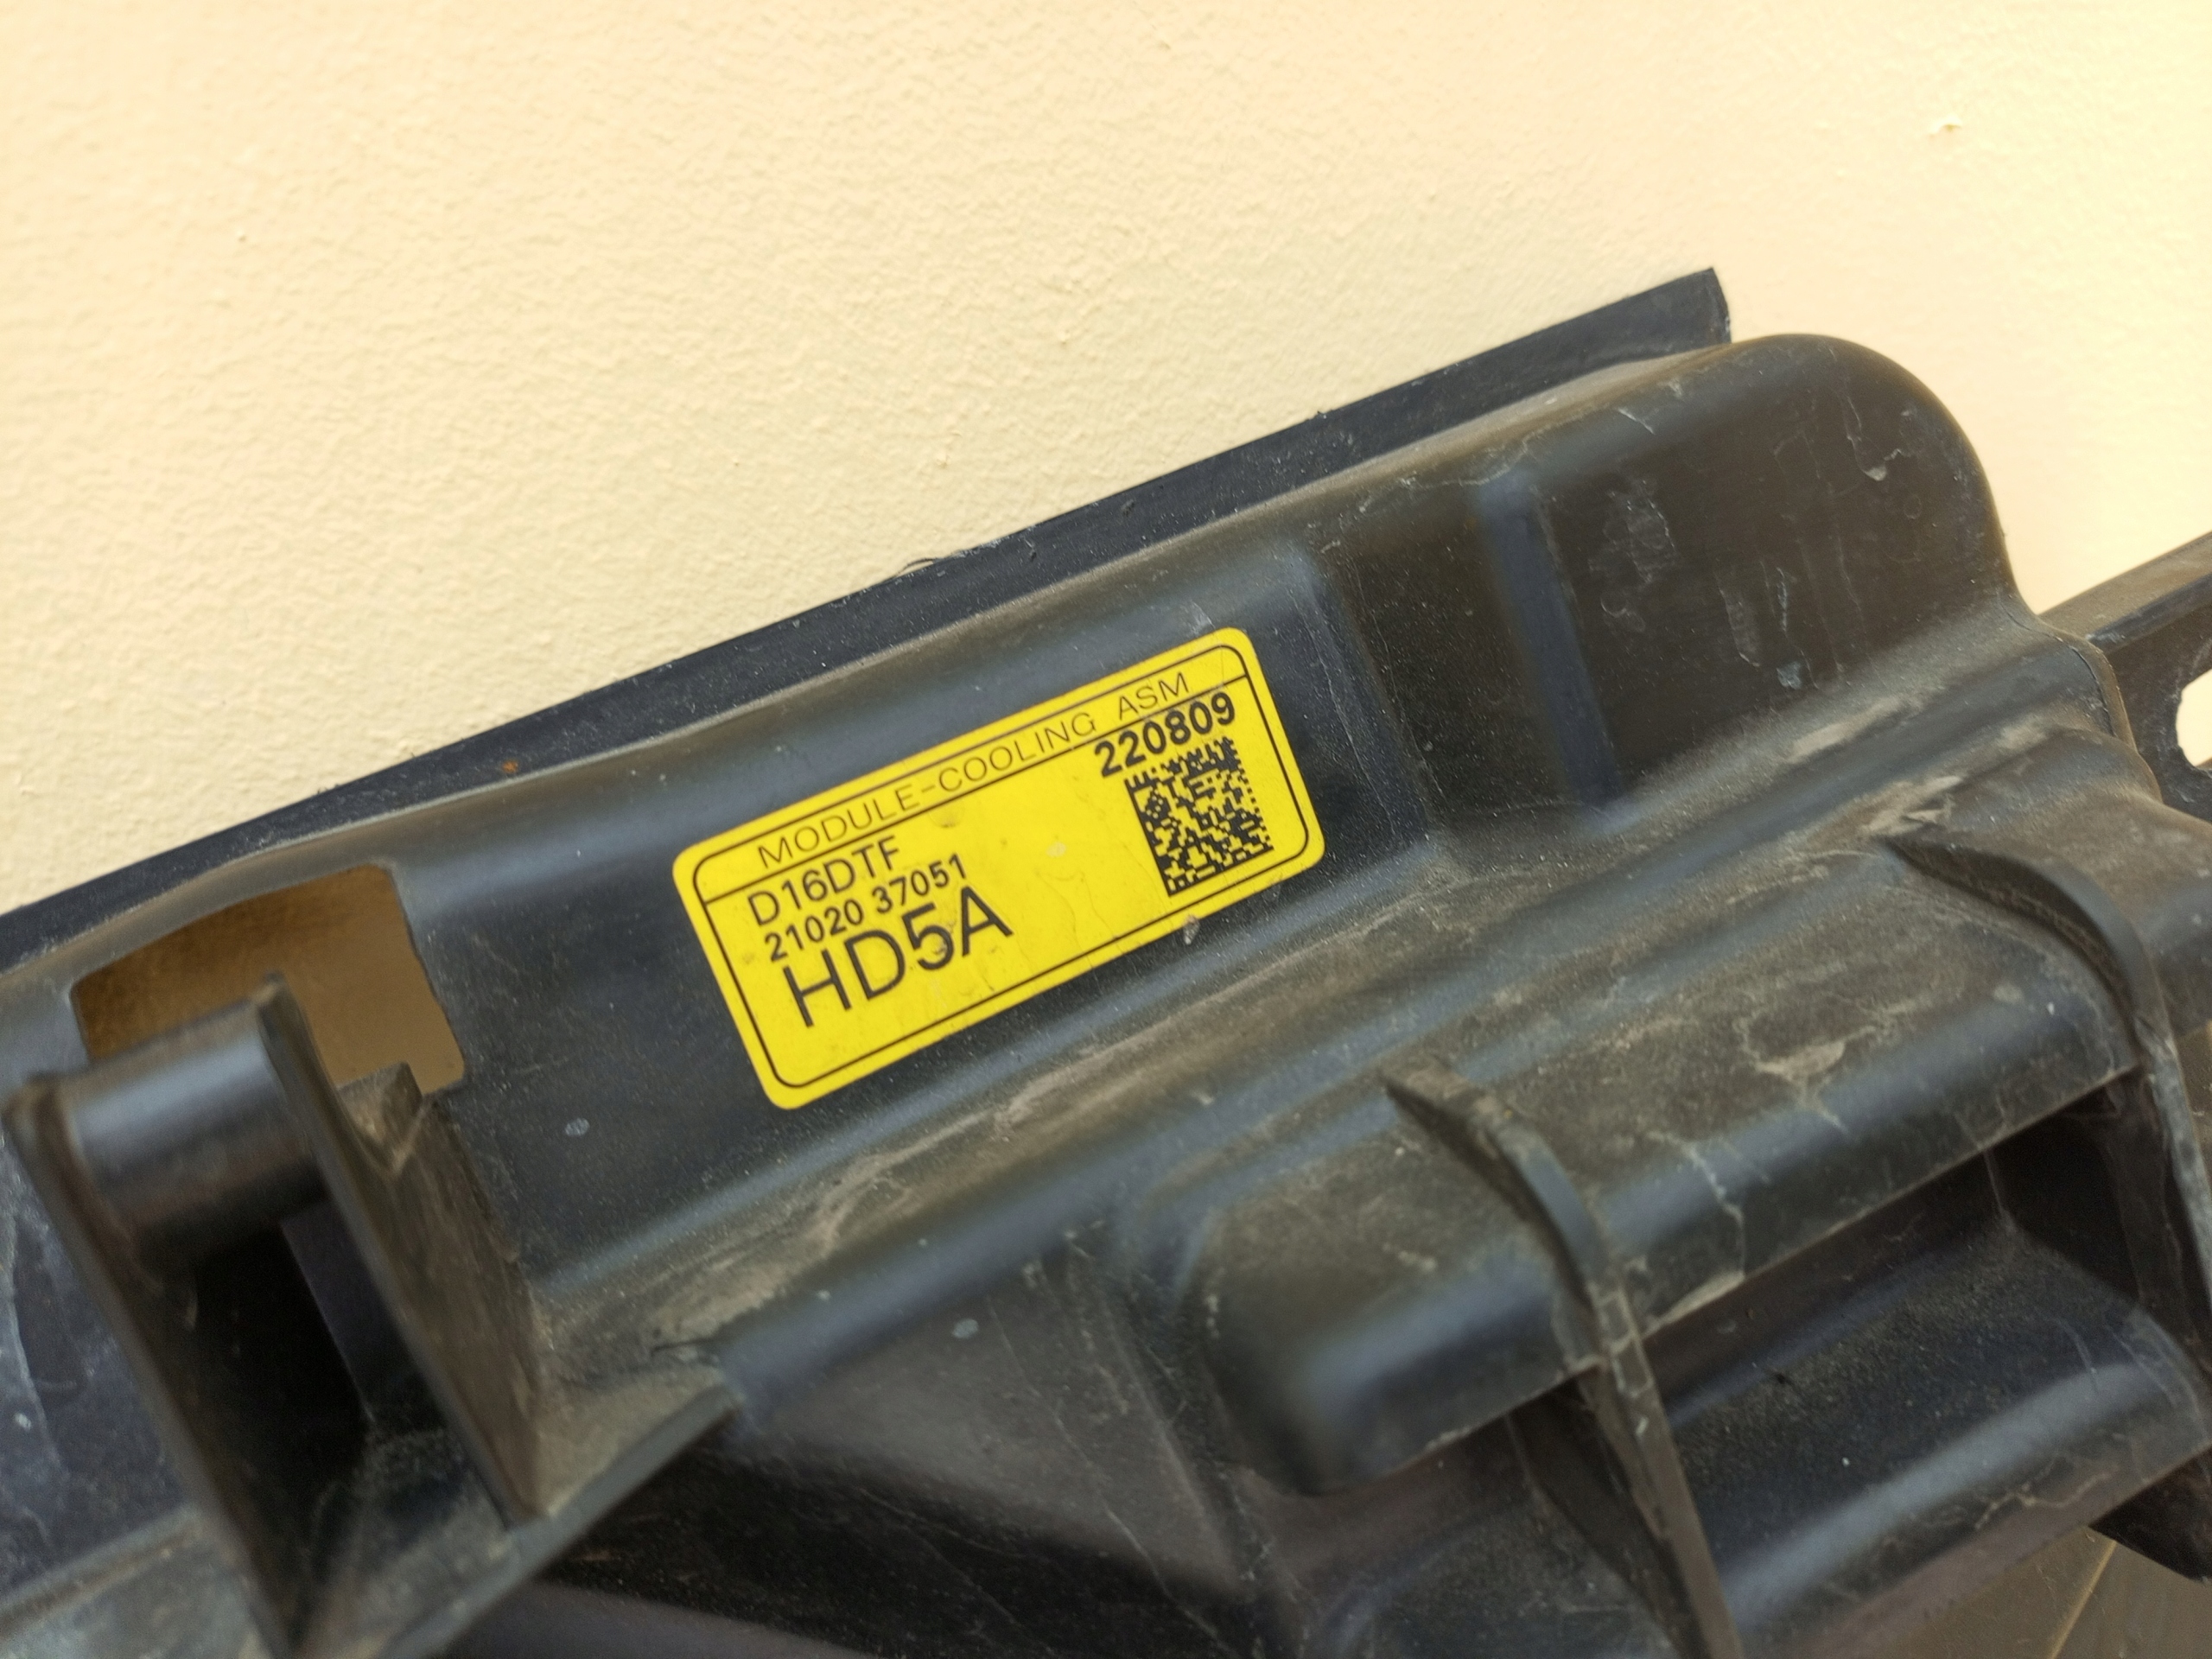 MODULE-COOLING ASM
220809
D16DTF
21020 37051
HD5A